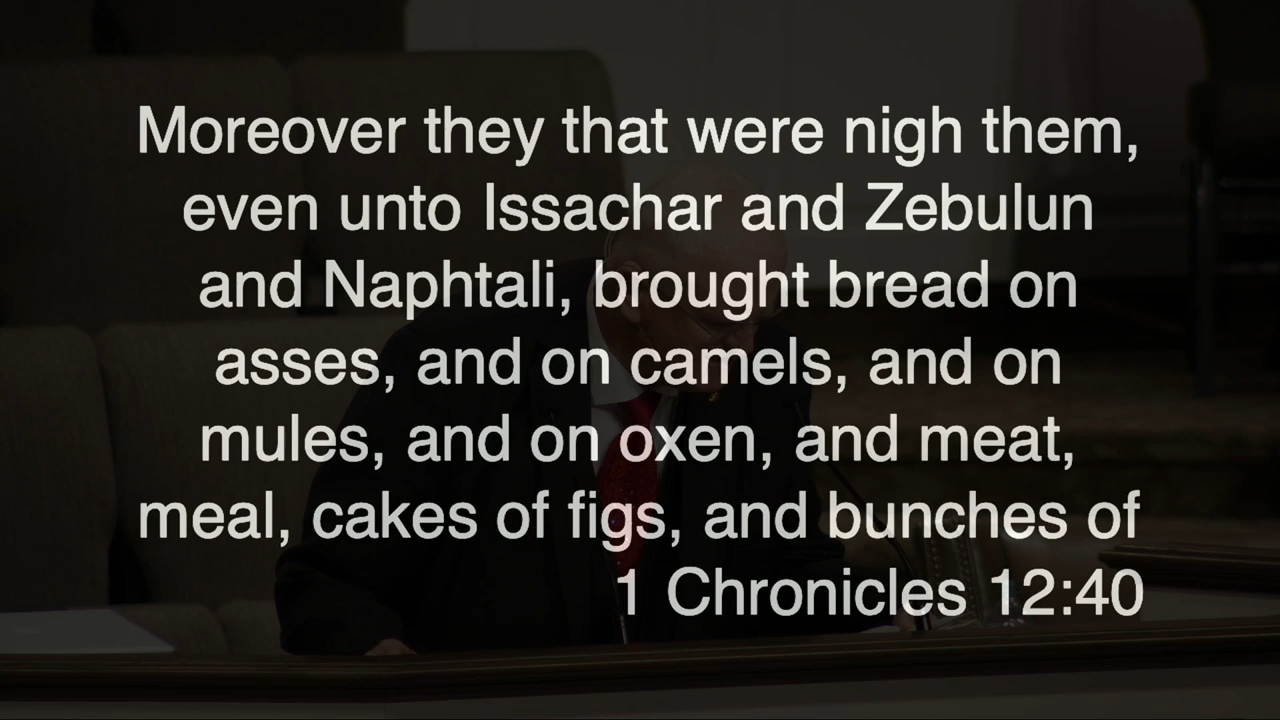 Moreover they that were nigh them,
even unto Issachar and Zebulun
and Naphtali, brought bread on
asses, and on camels, and on
mules, and on oxen, and meat,
meal, cakes of figs, and bunches of
1 Chronicles 12:40